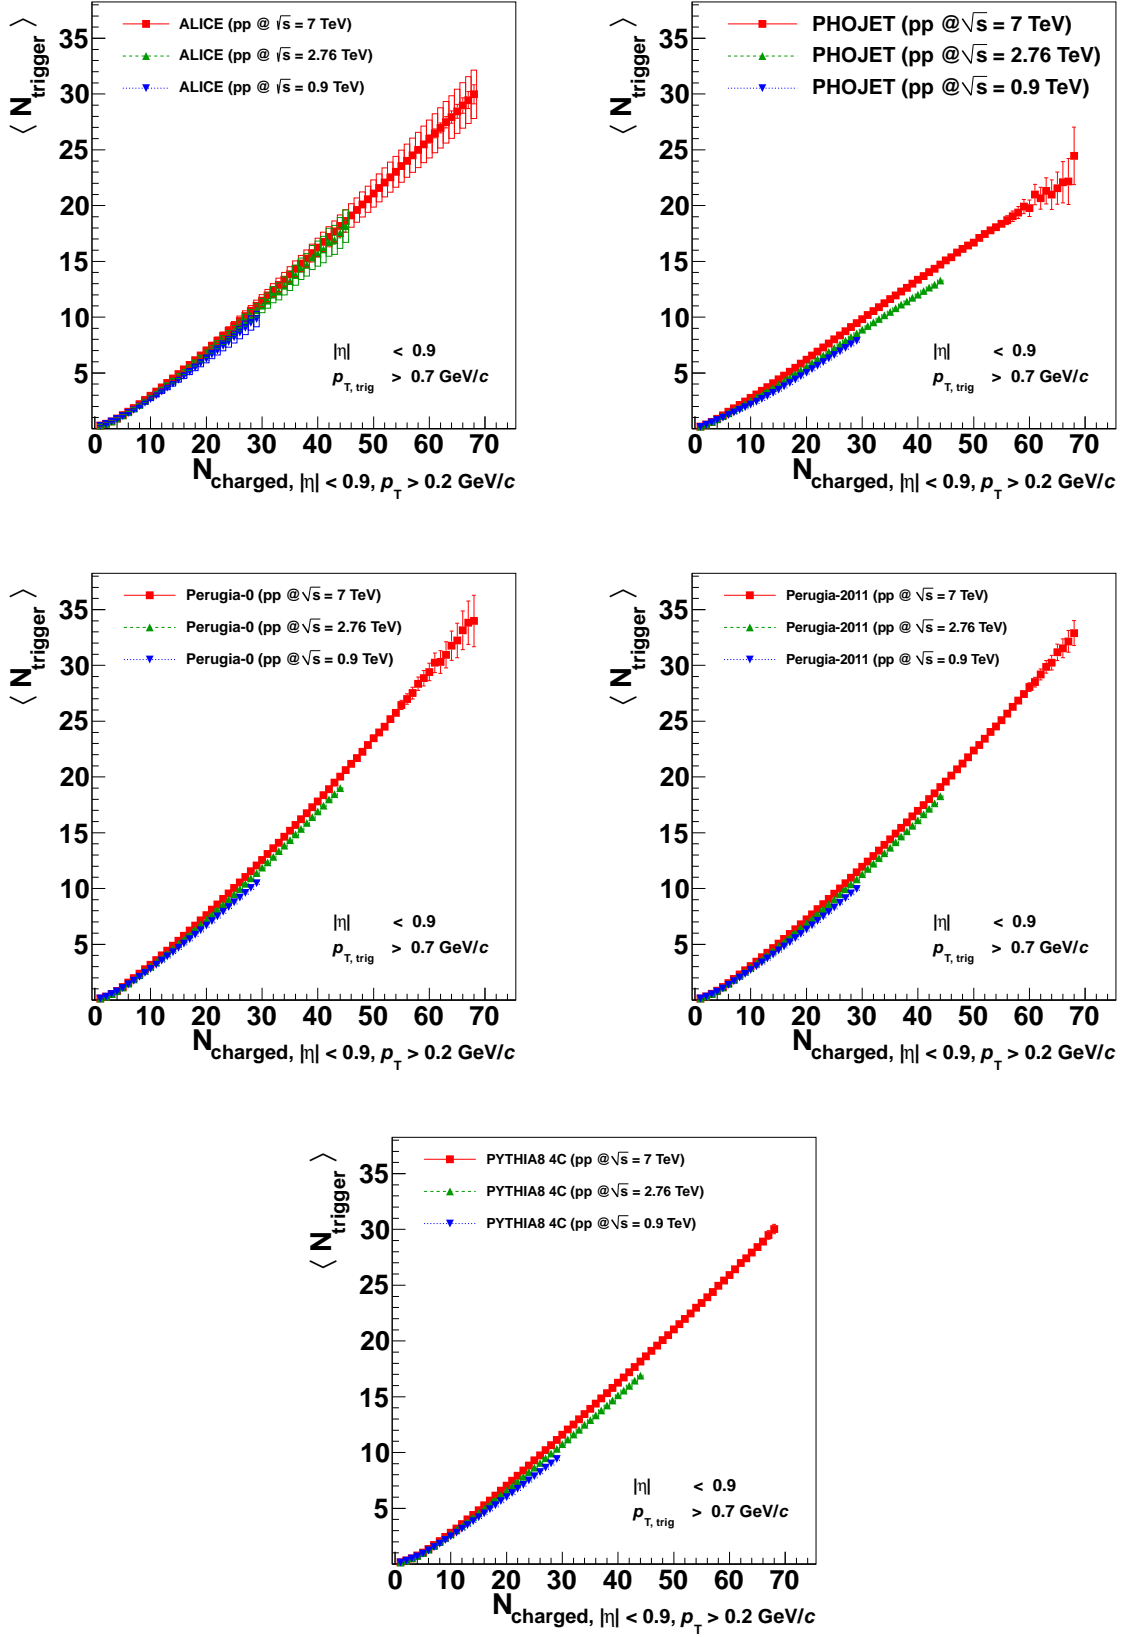 ALICE (pp @ √s = 7 TeV)
ALICE (pp @ √s = 2.76 TeV)
ALICE (pp @ √s = 0.9 TeV)
⟨ N_trigger ⟩
35
30
25
20
15
10
5
|η| < 0.9
p_T, trig > 0.7 GeV/c
0 10 20 30 40 50 60 70
N_charged, |η| < 0.9, p_T > 0.2 GeV/c
PHOJET (pp @√s = 7 TeV)
PHOJET (pp @√s = 2.76 TeV)
PHOJET (pp @√s = 0.9 TeV)
⟨ N_trigger ⟩
35
30
25
20
15
10
5
|η| < 0.9
p_T, trig > 0.7 GeV/c
0 10 20 30 40 50 60 70
N_charged, |η| < 0.9, p_T > 0.2 GeV/c
Perugia-0 (pp @√s = 7 TeV)
Perugia-0 (pp @√s = 2.76 TeV)
Perugia-0 (pp @√s = 0.9 TeV)
⟨ N_trigger ⟩
35
30
25
20
15
10
5
|η| < 0.9
p_T, trig > 0.7 GeV/c
0 10 20 30 40 50 60 70
N_charged, |η| < 0.9, p_T > 0.2 GeV/c
Perugia-2011 (pp @√s = 7 TeV)
Perugia-2011 (pp @√s = 2.76 TeV)
Perugia-2011 (pp @√s = 0.9 TeV)
⟨ N_trigger ⟩
35
30
25
20
15
10
5
|η| < 0.9
p_T, trig > 0.7 GeV/c
0 10 20 30 40 50 60 70
N_charged, |η| < 0.9, p_T > 0.2 GeV/c
PYTHIA8 4C (pp @√s = 7 TeV)
PYTHIA8 4C (pp @√s = 2.76 TeV)
PYTHIA8 4C (pp @√s = 0.9 TeV)
⟨ N_trigger ⟩
35
30
25
20
15
10
5
|η| < 0.9
p_T, trig > 0.7 GeV/c
0 10 20 30 40 50 60 70
N_charged, |η| < 0.9, p_T > 0.2 GeV/c